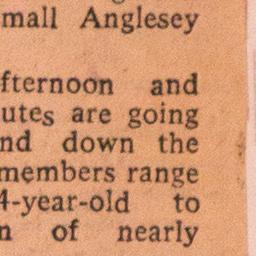 mall Anglesey
fternoon and
utes are going
nd down the
members range
4-year-old to
n of nearly